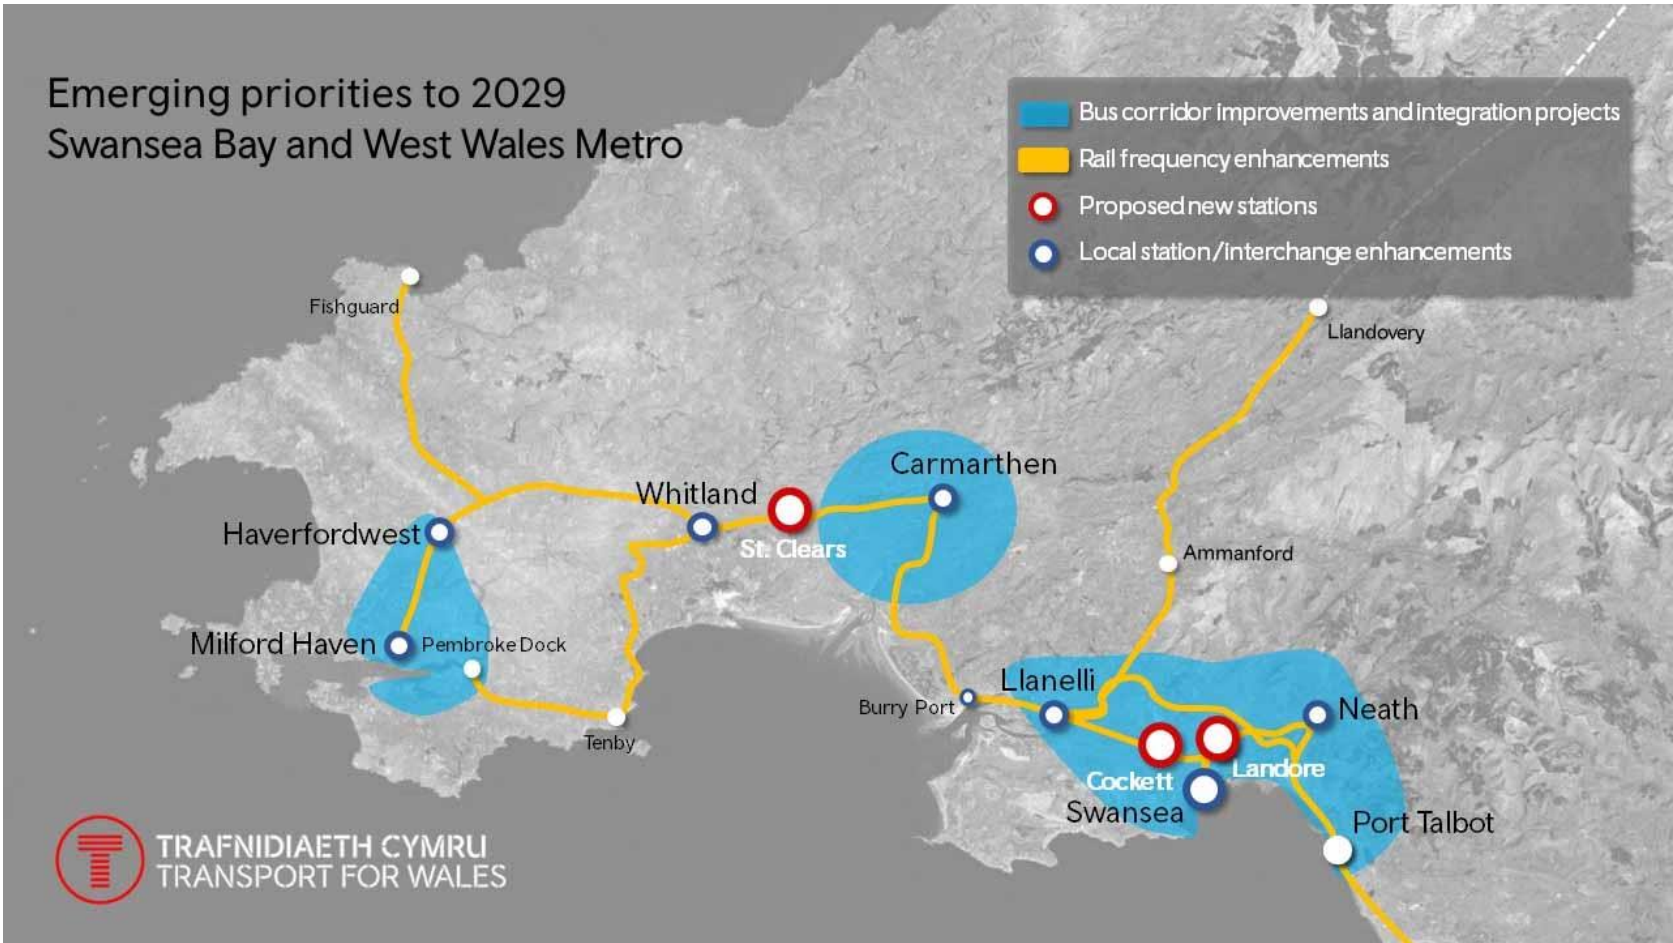 Emerging priorities to 2029
Swansea Bay and West Wales Metro
Bus corridor improvements and integration projects
Rail frequency enhancements
Proposed new stations
Local station/interchange enhancements
Fishguard
Llandovery
Carmarthen
Whitland
Haverfordwest
St. Clears
Ammanford
Milford Haven
Pembroke Dock
Llanelli
Burry Port
Neath
Tenby
Landore
Cockett
Swansea
Port Talbot
TRAFNIDIAETH CYMRU
TRANSPORT FOR WALES